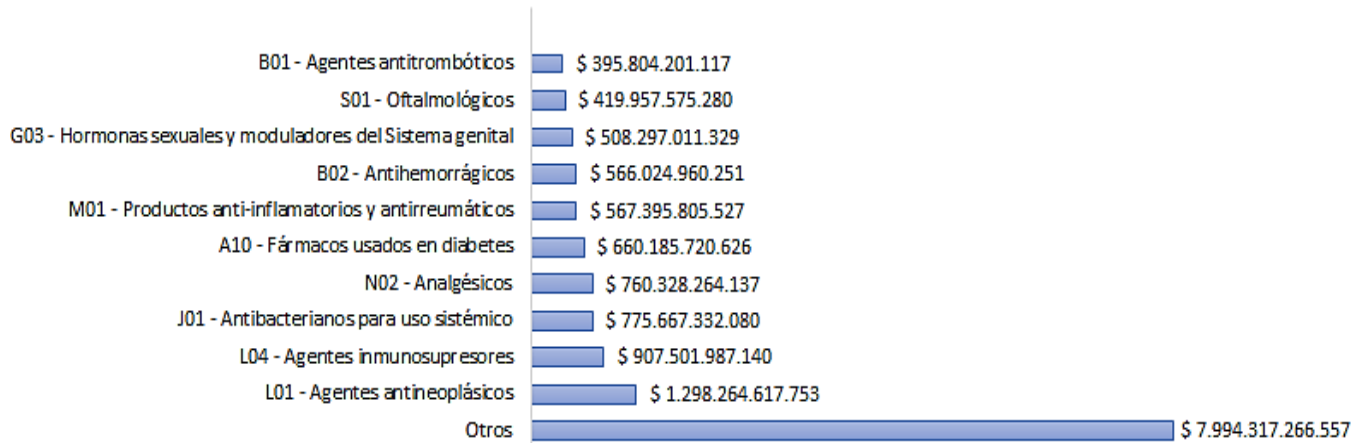 B01 - Agentes antitrombóticos $ 395.804.201.117
S01 - Oftalmológicos $ 419.957.575.280
G03 - Hormonas sexuales y moduladores del Sistema genital $ 508.297.011.329
B02 - Antihemorrágicos $ 566.024.960.251
M01 - Productos anti-inflamatorios y antirreumáticos $ 567.395.805.527
A10 - Fármacos usados en diabetes $ 660.185.720.626
N02 - Analgésicos $ 760.328.264.137
J01 - Antibacterianos para uso sistémico $ 775.667.332.080
L04 - Agentes inmunosupresores $ 907.501.987.140
L01 - Agentes antineoplásicos $ 1.298.264.617.753
Otros $ 7.994.317.266.557